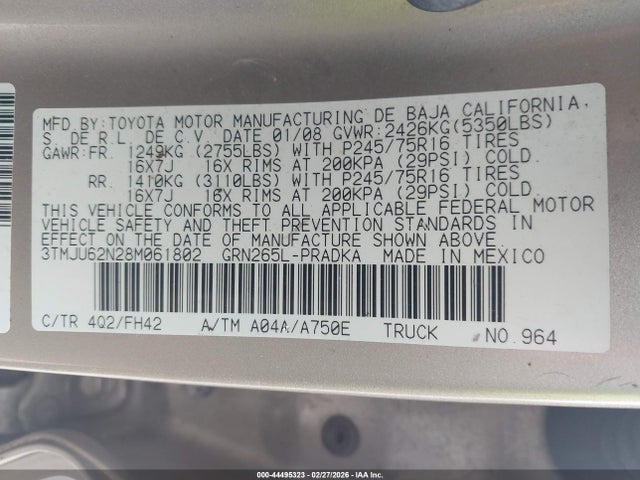 MFD BY:TOYOTA MOTOR MANUFACTURING DE BAJA CALIFORNIA,
S. DE R.L. DE C.V. DATE 01/08 GVWR:2426KG(5350LBS)
GAWR:FR. 1249KG (2755LBS) WITH P245/75R16 TIRES
16X7J 16X RIMS AT 200KPA (29PSI) COLD.
RR. 1410KG (3110LBS) WITH P245/75R16 TIRES
16X7J 16X RIMS AT 200KPA (29PSI) COLD.
THIS VEHICLE CONFORMS TO ALL APPLICABLE FEDERAL MOTOR
VEHICLE SAFETY AND THEFT PREVENTION STANDARDS IN
EFFECT ON THE DATE OF MANUFACTURE SHOWN ABOVE.
3TMJU62N28M061802 GRN265L-PRADKA MADE IN MEXICO
C/TR 4Q2/FH42 A/TM A04A/A750E TRUCK NO.964
000-44495323 - 02/27/2026 - IAA Inc.